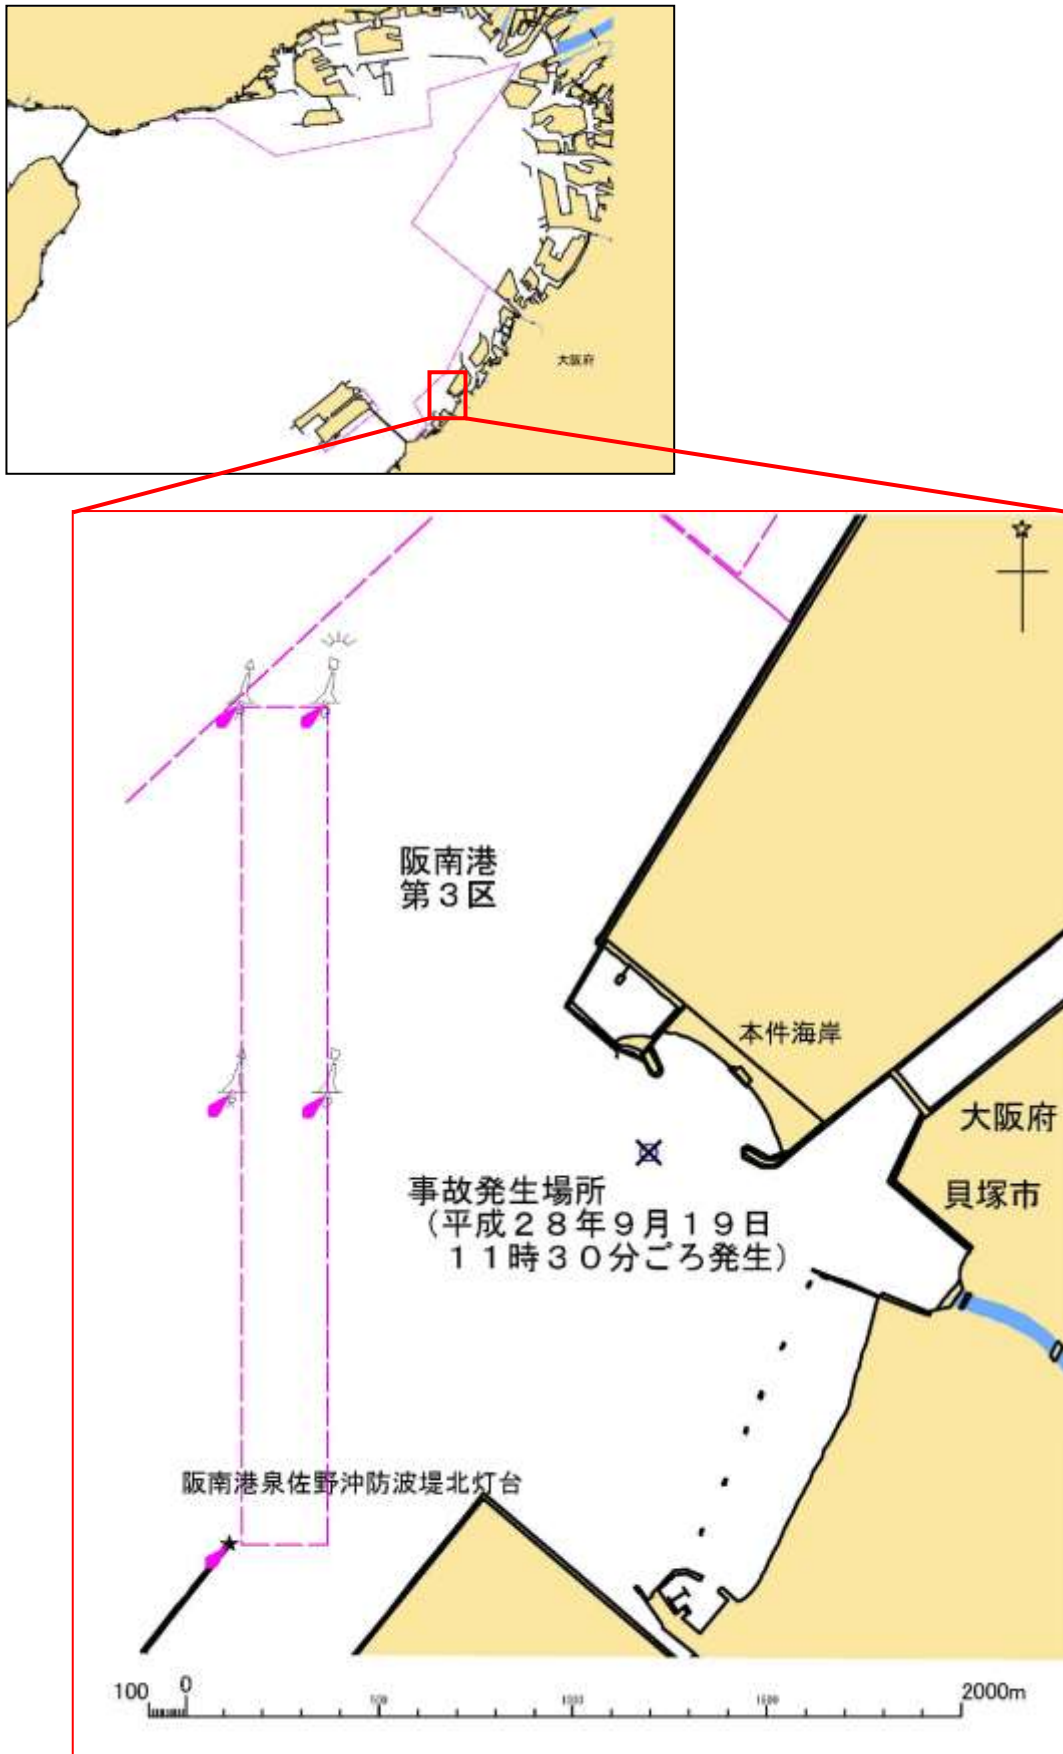 大阪府
阪南港
第３区
本件海岸
大阪府
貝塚市
事故発生場所
（平成２８年９月１９日
１１時３０分ごろ発生）
阪南港泉佐野沖防波堤北灯台
100 0 500 1000 1500 2000m